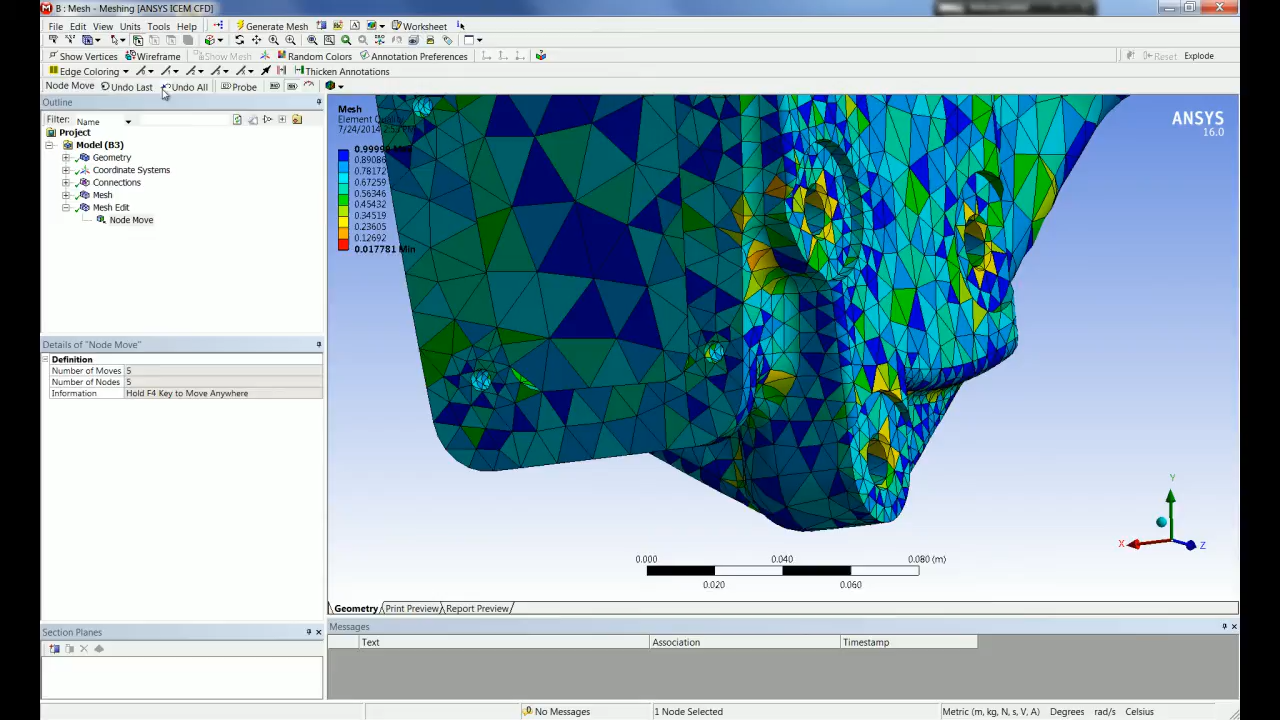 B : Mesh - Meshing [ANSYS ICEM CFD]
File Edit View Units Tools Help Generate Mesh Worksheet
Show Vertices Wireframe Show Mesh Random Colors Annotation Preferences Reset Explode
Edge Coloring Thicken Annotations
Node Move Undo Last Undo All Probe
Outline
Filter: Name
Project
Model (B3)
Geometry
Coordinate Systems
Connections
Mesh
Mesh Edit
Node Move
Details of "Node Move"
Definition
Number of Moves 5
Number of Nodes 5
Information Hold F4 Key to Move Anywhere
Section Planes
Mesh
Element Quality
7/24/2014
0.9999
0.89086
0.78172
0.67259
0.56346
0.45432
0.34519
0.23605
0.12692
0.017781 Min
ANSYS
16.0
Y
X
Z
0.000 0.040 0.080 (m)
0.020 0.060
Geometry Print Preview Report Preview
Messages
Text Association Timestamp
No Messages 1 Node Selected Metric (m, kg, N, s, V, A) Degrees rad/s Celsius